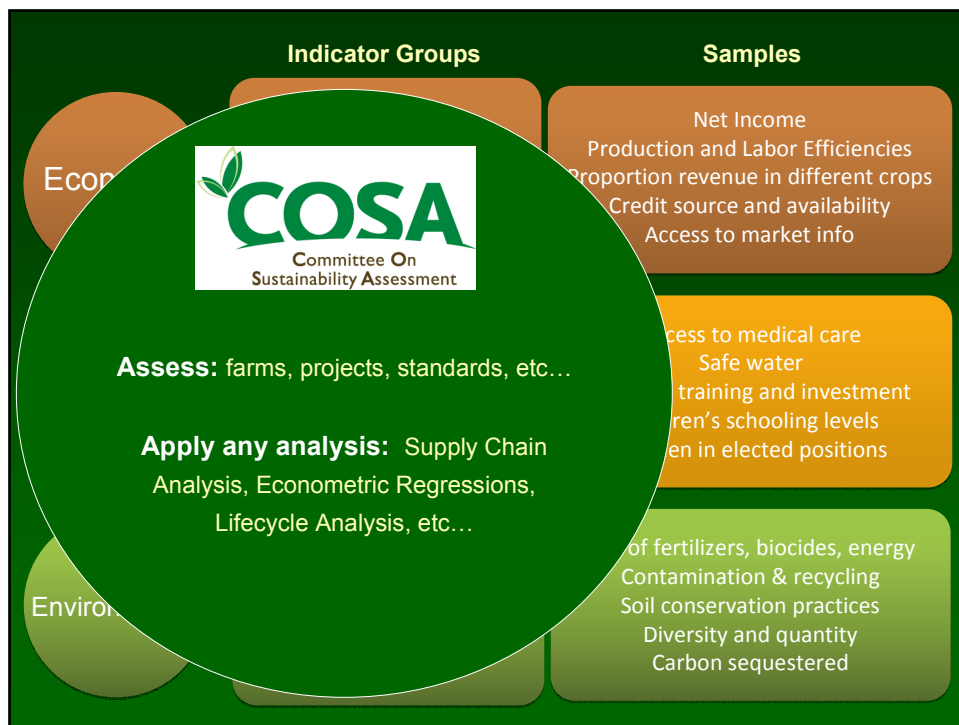 Indicator Groups
Samples
Econ
COSA
Committee On
Sustainability Assessment
Assess: farms, projects, standards, etc…
Apply any analysis: Supply Chain
Analysis, Econometric Regressions,
Lifecycle Analysis, etc…
Environ
Net Income
Production and Labor Efficiencies
Proportion revenue in different crops
Credit source and availability
Access to market info
cess to medical care
Safe water
training and investment
ren’s schooling levels
en in elected positions
of fertilizers, biocides, energy
Contamination & recycling
Soil conservation practices
Diversity and quantity
Carbon sequestered